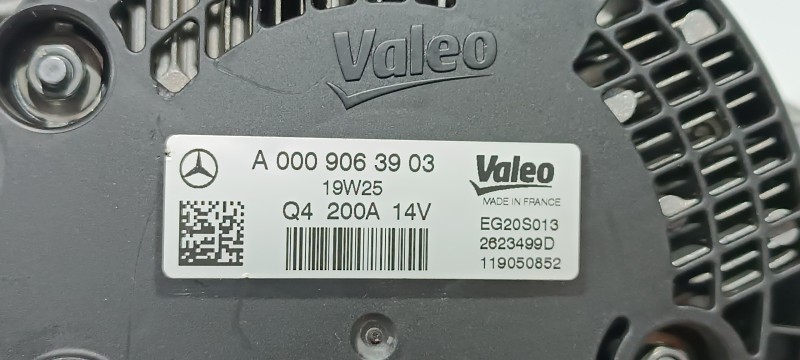 Valeo
A 000 906 39 03
19W25
Q4 200A 14V
Valeo
MADE IN FRANCE
EG20S013
2623499D
119050852